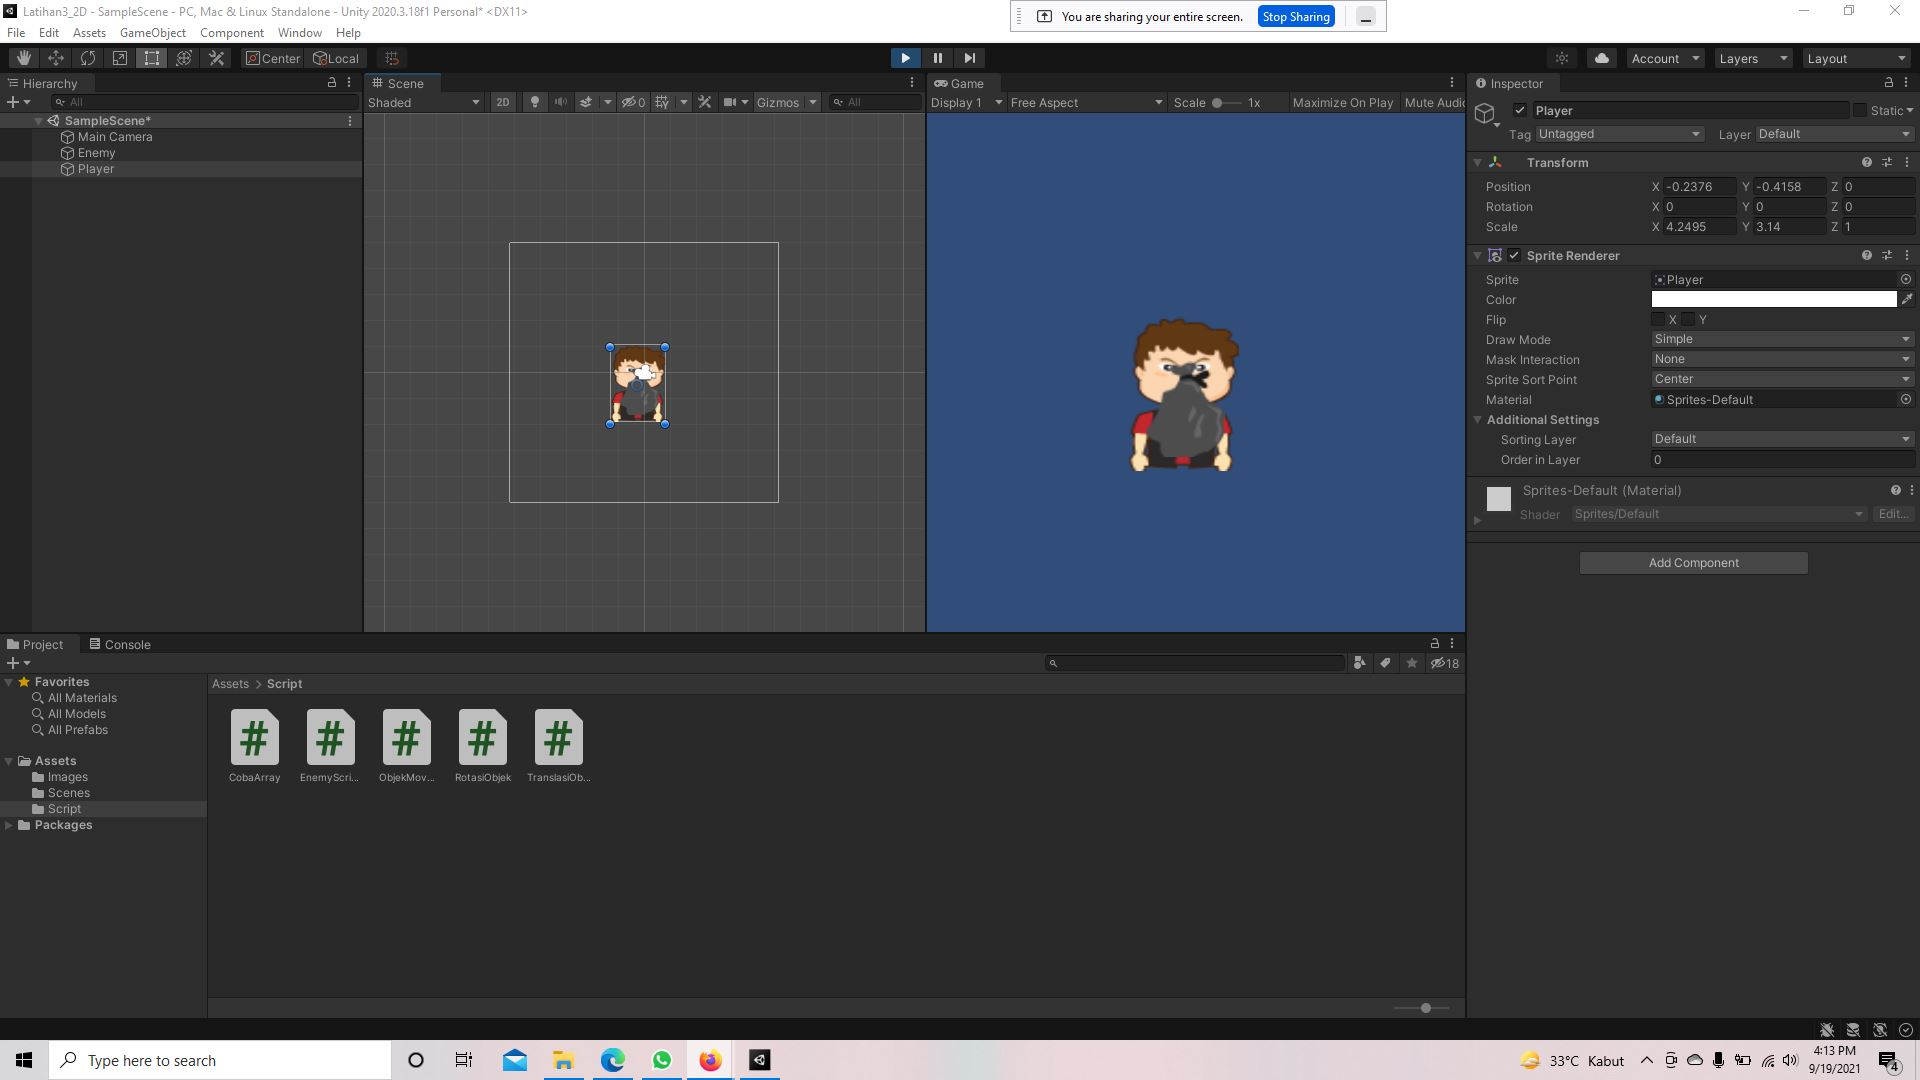 Latihan3_2D - SampleScene - PC, Mac & Linux Standalone - Unity 2020.3.18f1 Personal* <DX11>
You are sharing your entire screen. Stop Sharing
File Edit Assets GameObject Component Window Help
Center Local Account Layers Layout
Hierarchy Scene Game Inspector
All Shaded 2D 0 Gizmos All Display 1 Free Aspect Scale 1x Maximize On Play Mute Audio
Player Static
SampleScene*
Main Camera
Enemy
Player
Tag Untagged Layer Default
Transform
Position X -0.2376 Y -0.4158 Z 0
Rotation X 0 Y 0 Z 0
Scale X 4.2495 Y 3.14 Z 1
Sprite Renderer
Sprite Player
Color
Flip X Y
Draw Mode Simple
Mask Interaction None
Sprite Sort Point Center
Material Sprites-Default
Additional Settings
Sorting Layer Default
Order in Layer 0
Sprites-Default (Material)
Shader Sprites/Default Edit...
Add Component
Project Console
18
Favorites
All Materials
All Models
All Prefabs
Assets
Images
Scenes
Script
Packages
Assets > Script
# # # # #
CobaArray EnemyScri... ObjekMov... RotasiObjek TranslasiOb...
Type here to search
33°C Kabut
4:13 PM
9/19/2021
4